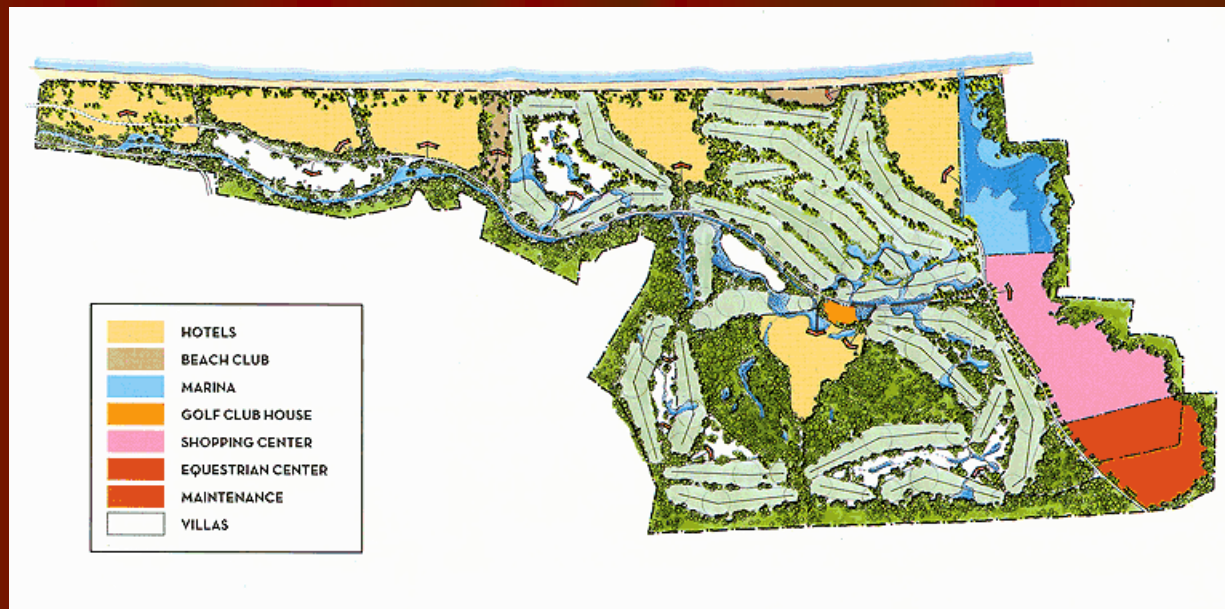 HOTELS
BEACH CLUB
MARINA
GOLF CLUB HOUSE
SHOPPING CENTER
EQUESTRIAN CENTER
MAINTENANCE
VILLAS